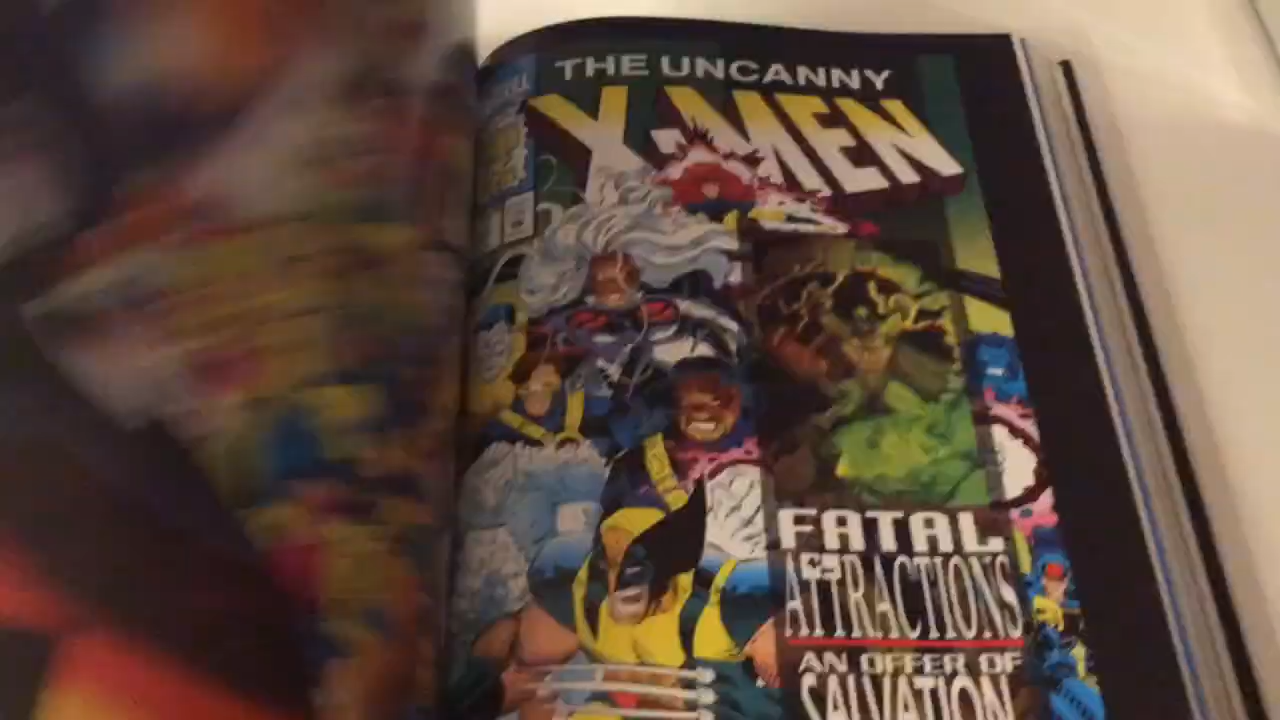 THE UNCANNY
X-MEN
FATAL
ATTRACTIONS
AN OFFER OF
SALVATION